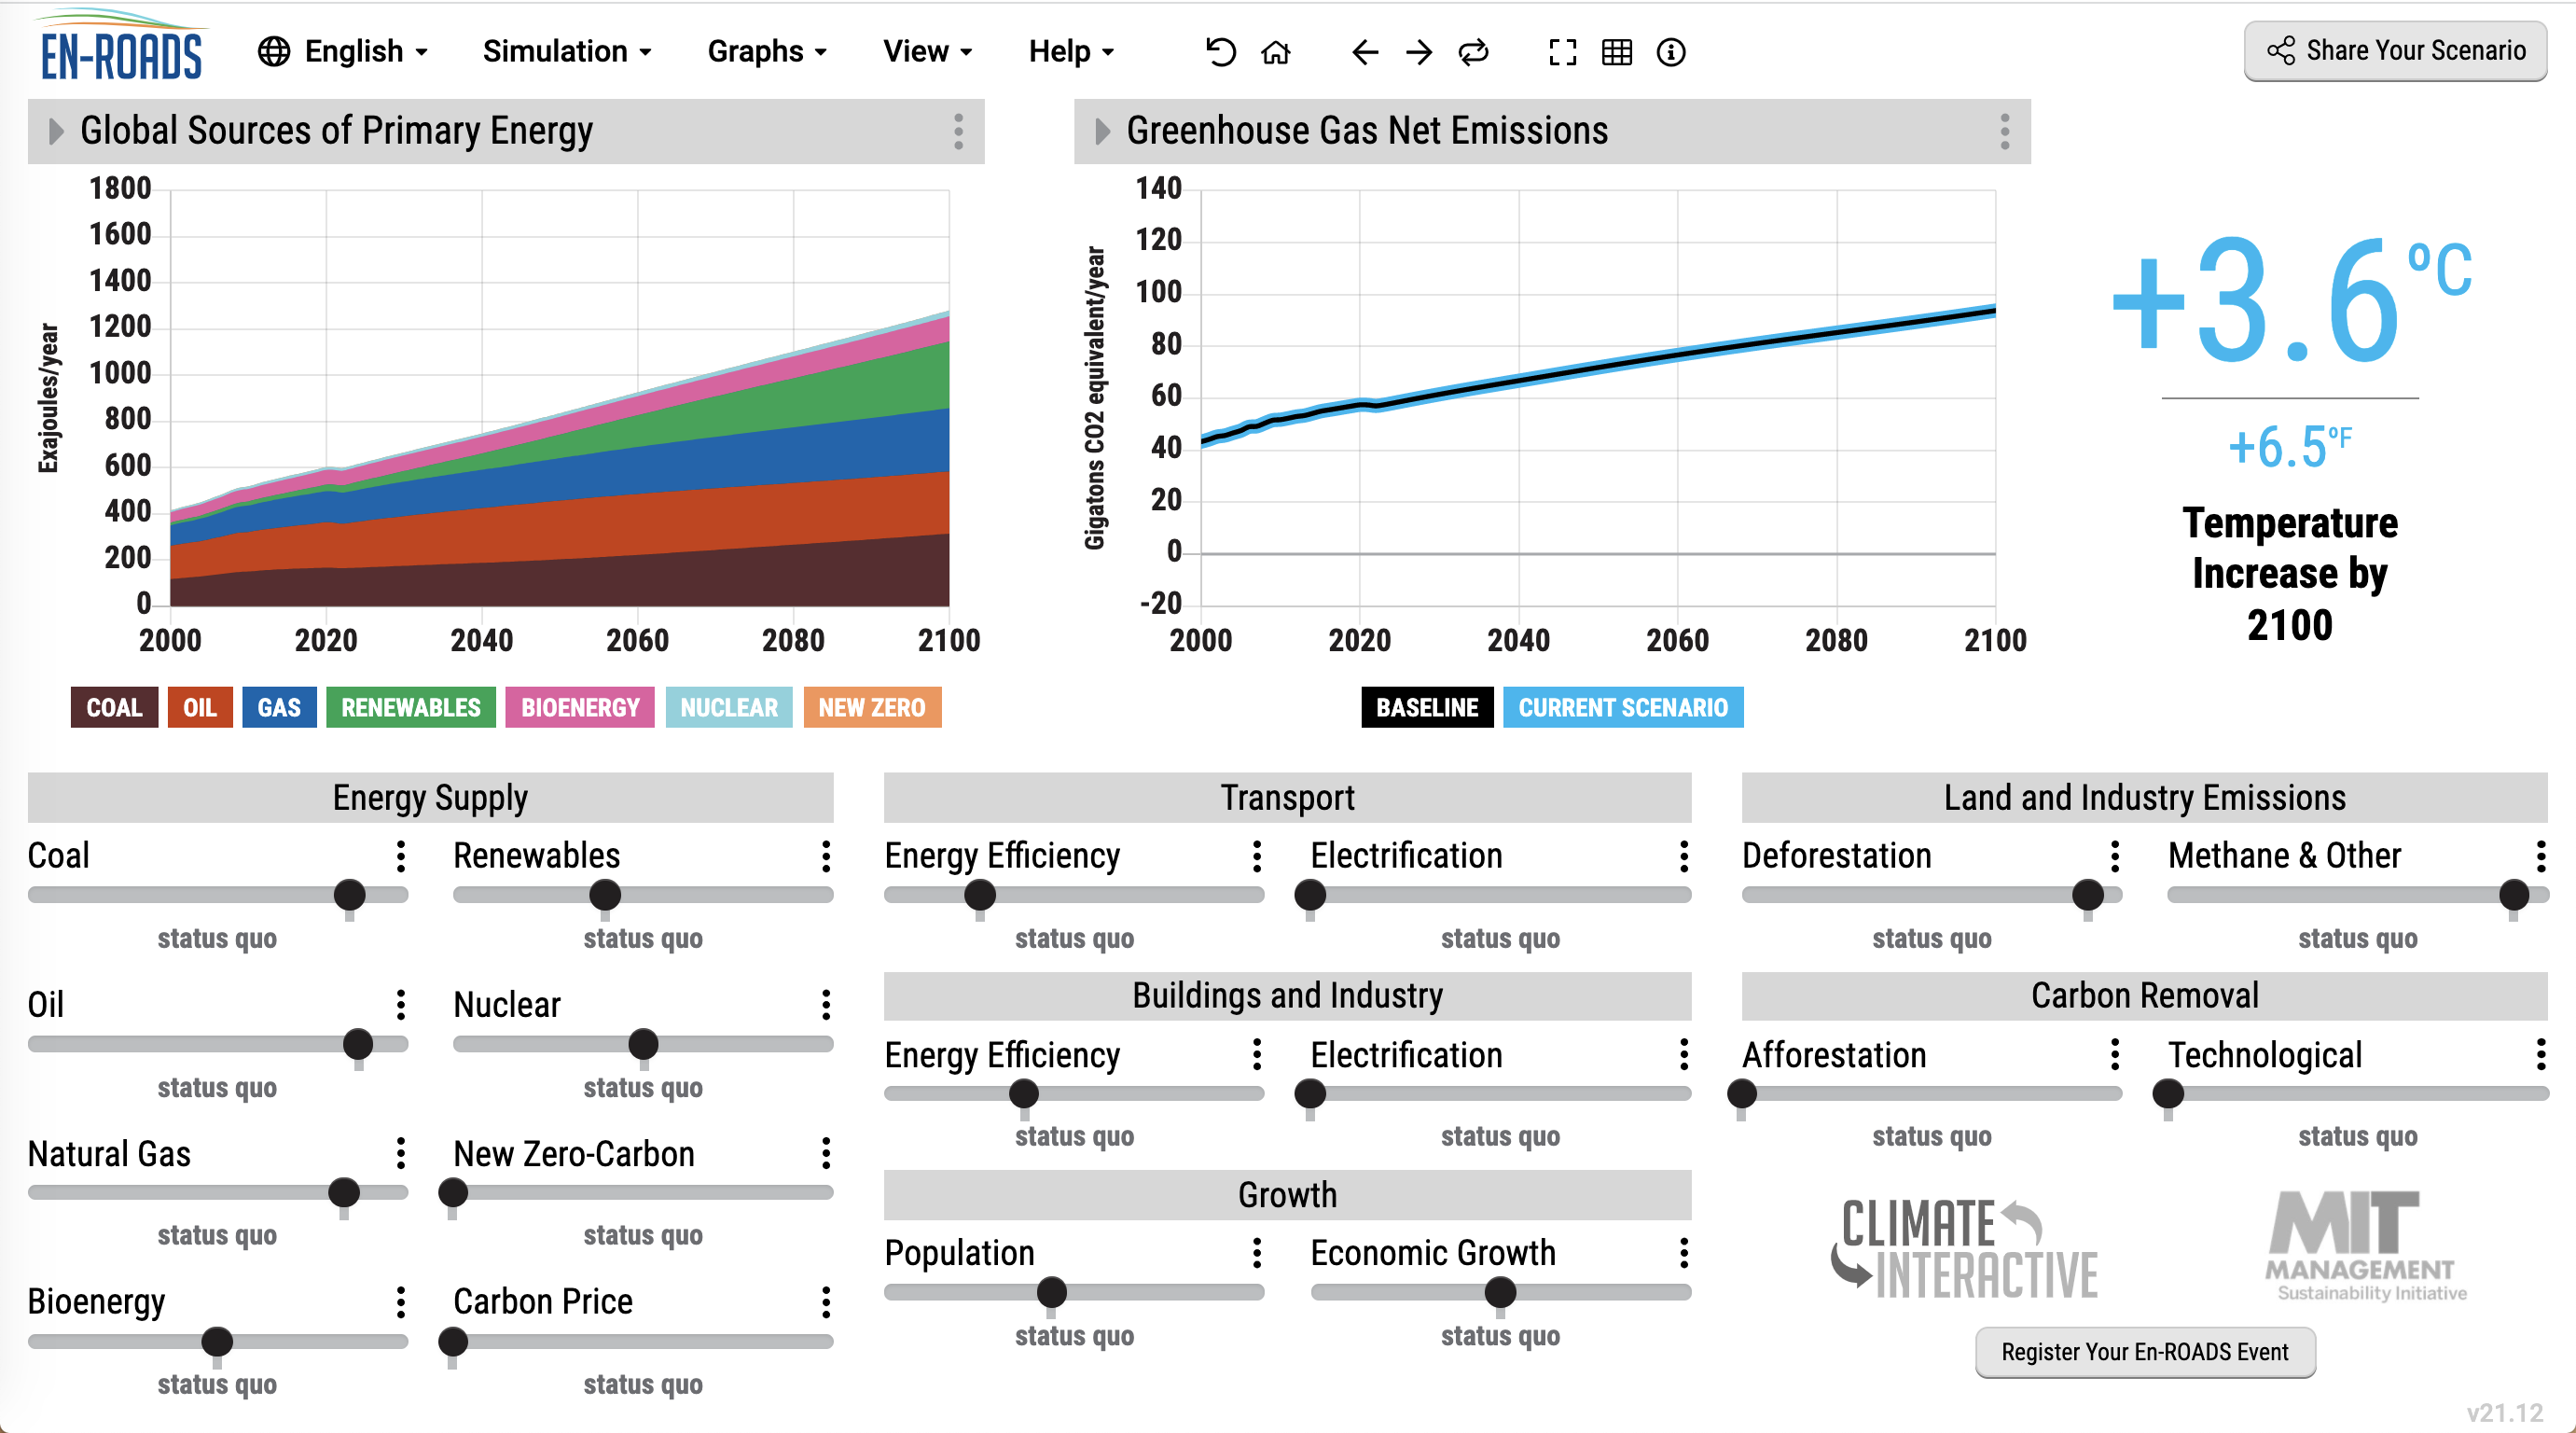 EN-ROADS
English
Simulation
Graphs
View
Help
Share Your Scenario
Global Sources of Primary Energy
Exajoules/year
1800
1600
1400
1200
1000
800
600
400
200
0
2000 2020 2040 2060 2080 2100
COAL OIL GAS RENEWABLES BIOENERGY NUCLEAR NEW ZERO
Greenhouse Gas Net Emissions
Gigatons CO2 equivalent/year
140
120
100
80
60
40
20
0
-20
2000 2020 2040 2060 2080 2100
BASELINE CURRENT SCENARIO
+3.6 °C
+6.5°F
Temperature
Increase by
2100
Energy Supply
Coal
status quo
Renewables
status quo
Oil
status quo
Nuclear
status quo
Natural Gas
status quo
New Zero-Carbon
status quo
Bioenergy
status quo
Carbon Price
status quo
Transport
Energy Efficiency
status quo
Electrification
status quo
Buildings and Industry
Energy Efficiency
status quo
Electrification
status quo
Growth
Population
status quo
Economic Growth
status quo
Land and Industry Emissions
Deforestation
status quo
Methane & Other
status quo
Carbon Removal
Afforestation
status quo
Technological
status quo
CLIMATE
INTERACTIVE
MIT
MANAGEMENT
Sustainability Initiative
Register Your En-ROADS Event
v21.12